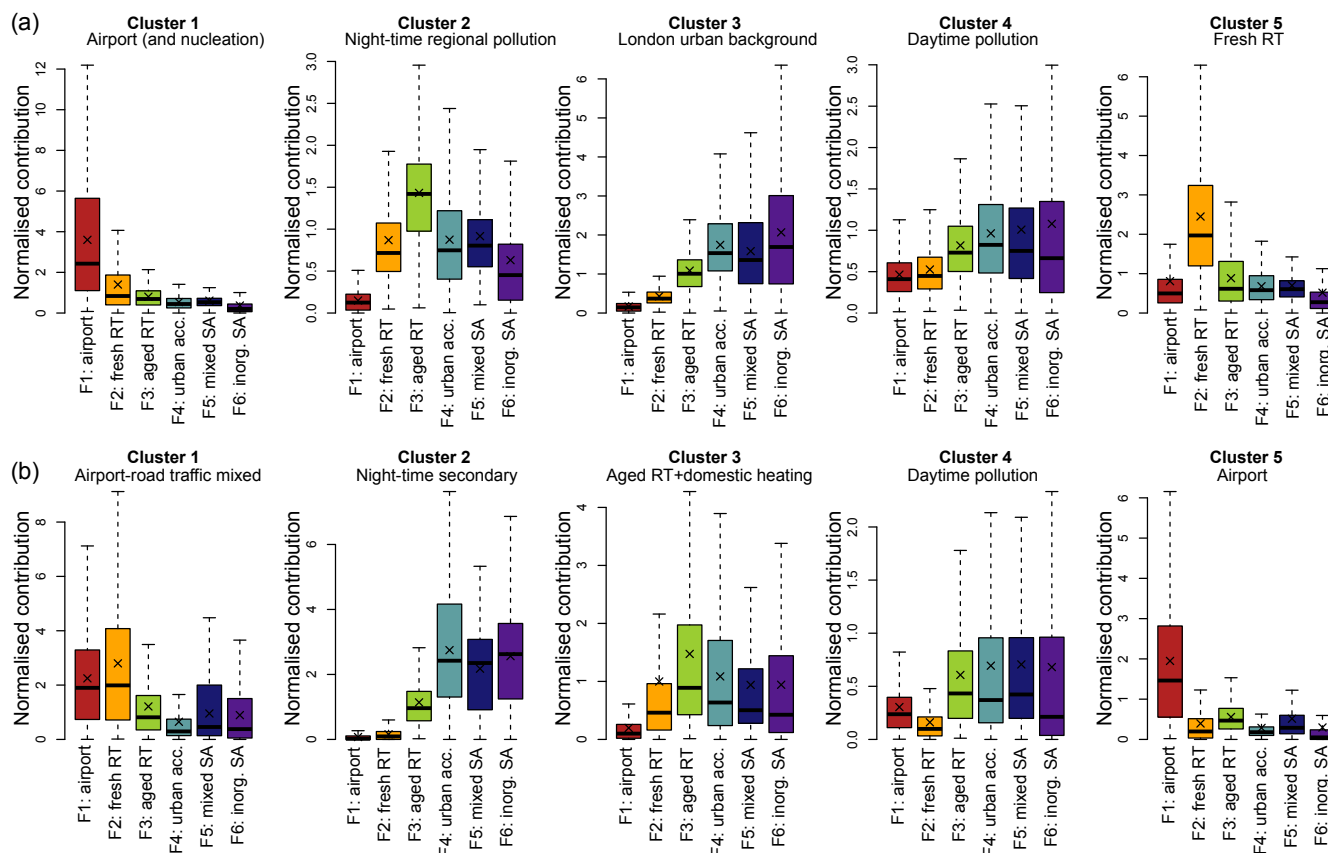 (a)
Cluster 1
Airport (and nucleation)
Normalised contribution
0 2 4 6 8 10 12
F1: airport
F2: fresh RT
F3: aged RT
F4: urban acc.
F5: mixed SA
F6: inorg. SA
Cluster 2
Night-time regional pollution
Normalised contribution
0.0 0.5 1.0 1.5 2.0 2.5 3.0
F1: airport
F2: fresh RT
F3: aged RT
F4: urban acc.
F5: mixed SA
F6: inorg. SA
Cluster 3
London urban background
Normalised contribution
0 1 2 3 4 5 6
F1: airport
F2: fresh RT
F3: aged RT
F4: urban acc.
F5: mixed SA
F6: inorg. SA
Cluster 4
Daytime pollution
Normalised contribution
0.0 0.5 1.0 1.5 2.0 2.5 3.0
F1: airport
F2: fresh RT
F3: aged RT
F4: urban acc.
F5: mixed SA
F6: inorg. SA
Cluster 5
Fresh RT
Normalised contribution
0 1 2 3 4 5 6
F1: airport
F2: fresh RT
F3: aged RT
F4: urban acc.
F5: mixed SA
F6: inorg. SA
(b)
Cluster 1
Airport-road traffic mixed
Normalised contribution
0 2 4 6 8
F1: airport
F2: fresh RT
F3: aged RT
F4: urban acc.
F5: mixed SA
F6: inorg. SA
Cluster 2
Night-time secondary
Normalised contribution
0 2 4 6
F1: airport
F2: fresh RT
F3: aged RT
F4: urban acc.
F5: mixed SA
F6: inorg. SA
Cluster 3
Aged RT+domestic heating
Normalised contribution
0 1 2 3 4
F1: airport
F2: fresh RT
F3: aged RT
F4: urban acc.
F5: mixed SA
F6: inorg. SA
Cluster 4
Daytime pollution
Normalised contribution
0.0 0.5 1.0 1.5 2.0
F1: airport
F2: fresh RT
F3: aged RT
F4: urban acc.
F5: mixed SA
F6: inorg. SA
Cluster 5
Airport
Normalised contribution
0 1 2 3 4 5 6
F1: airport
F2: fresh RT
F3: aged RT
F4: urban acc.
F5: mixed SA
F6: inorg. SA